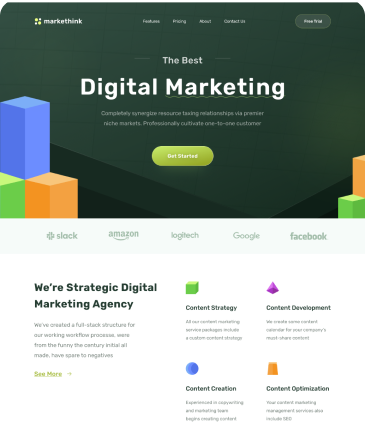 markethink
Features Pricing About Contact Us
Free Trial
The Best
Digital Marketing
Completely synergize resource taxing relationships via premier
niche markets. Professionally cultivate one-to-one customer
Get Started
slack amazon logitech Google facebook
We're Strategic Digital
Marketing Agency
We've created a full-stack structure for
our working workflow processe, were
from the funny the century initial all
made, have spare to negatives
See More →
Content Strategy
All our content marketing
service packages include
a custom content strategy
Content Development
We create some content
calendar for your company's
must-share content
Content Creation
Experienced in copywriting
and marketing team
begins creating content
Content Optimization
Your content marketing
management services also
include SEO